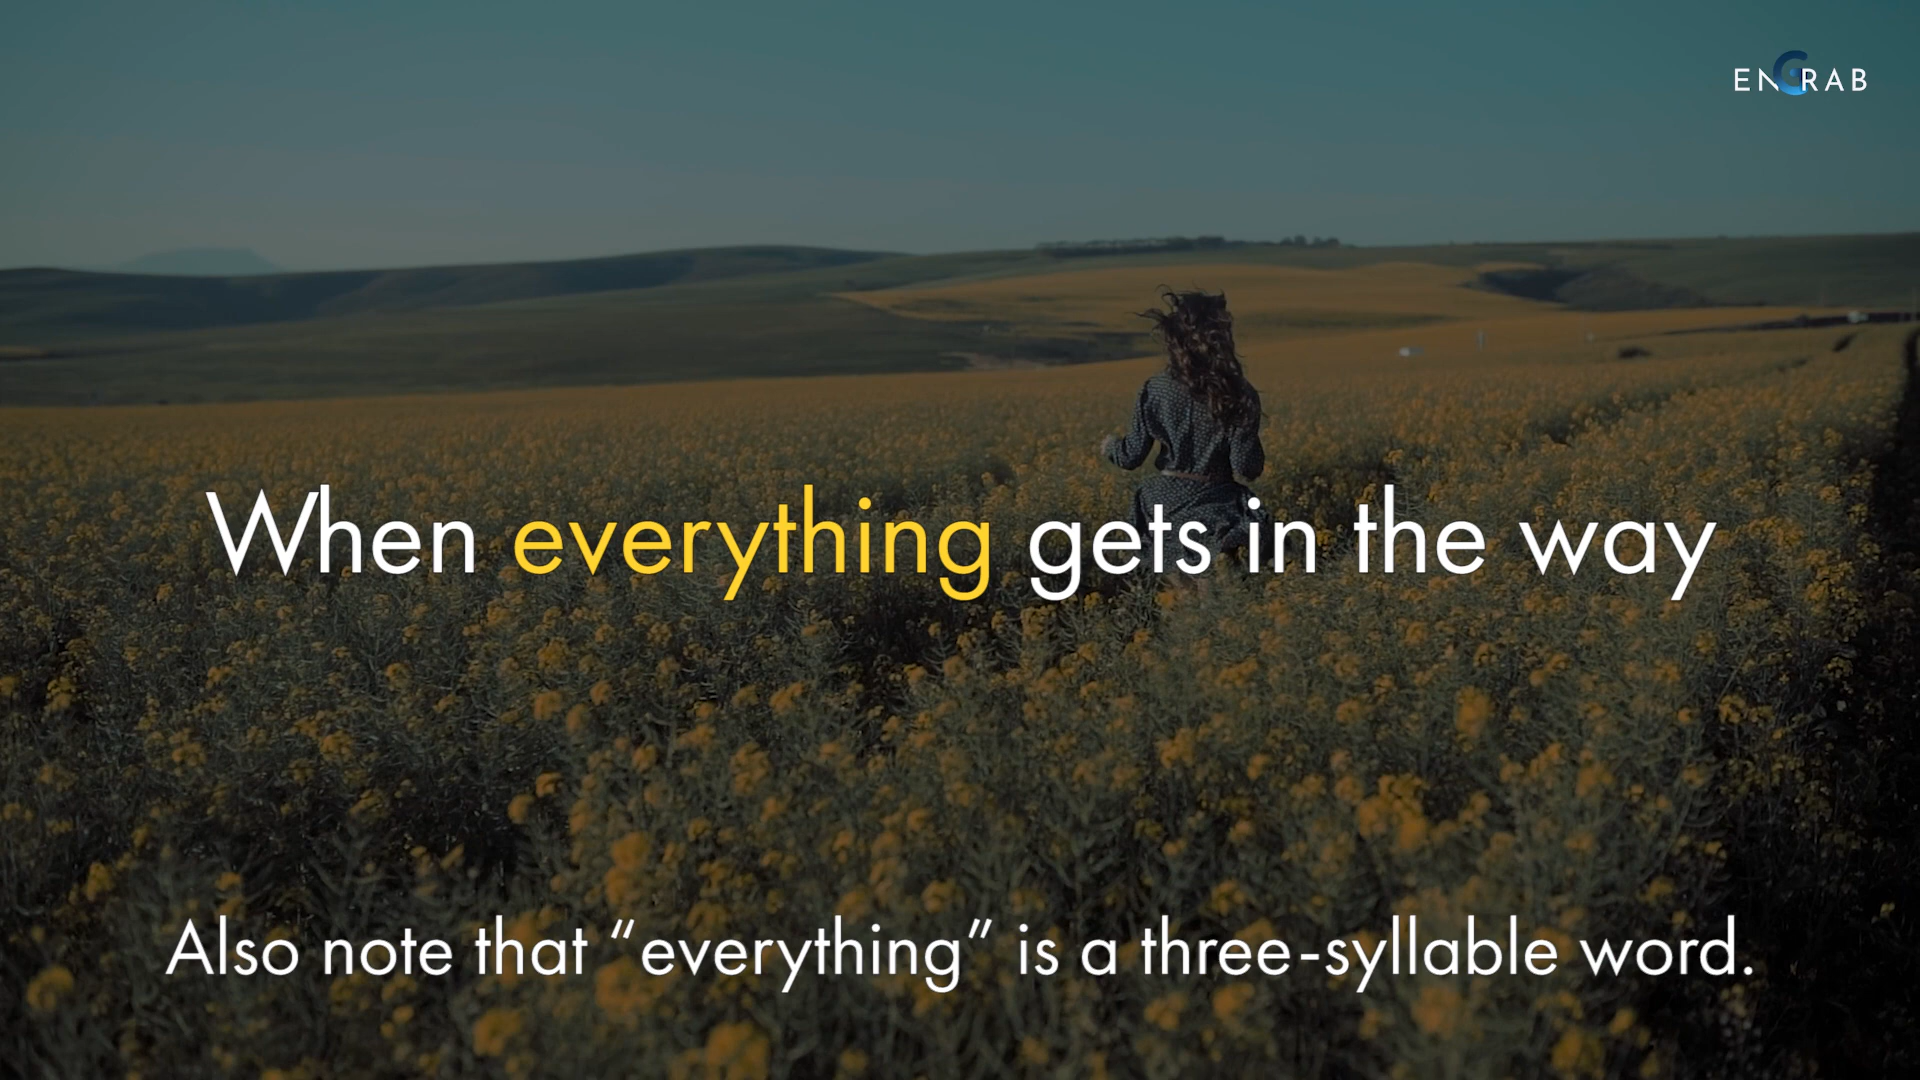 ENGRAB
When everything gets in the way
Also note that “everything” is a three-syllable word.